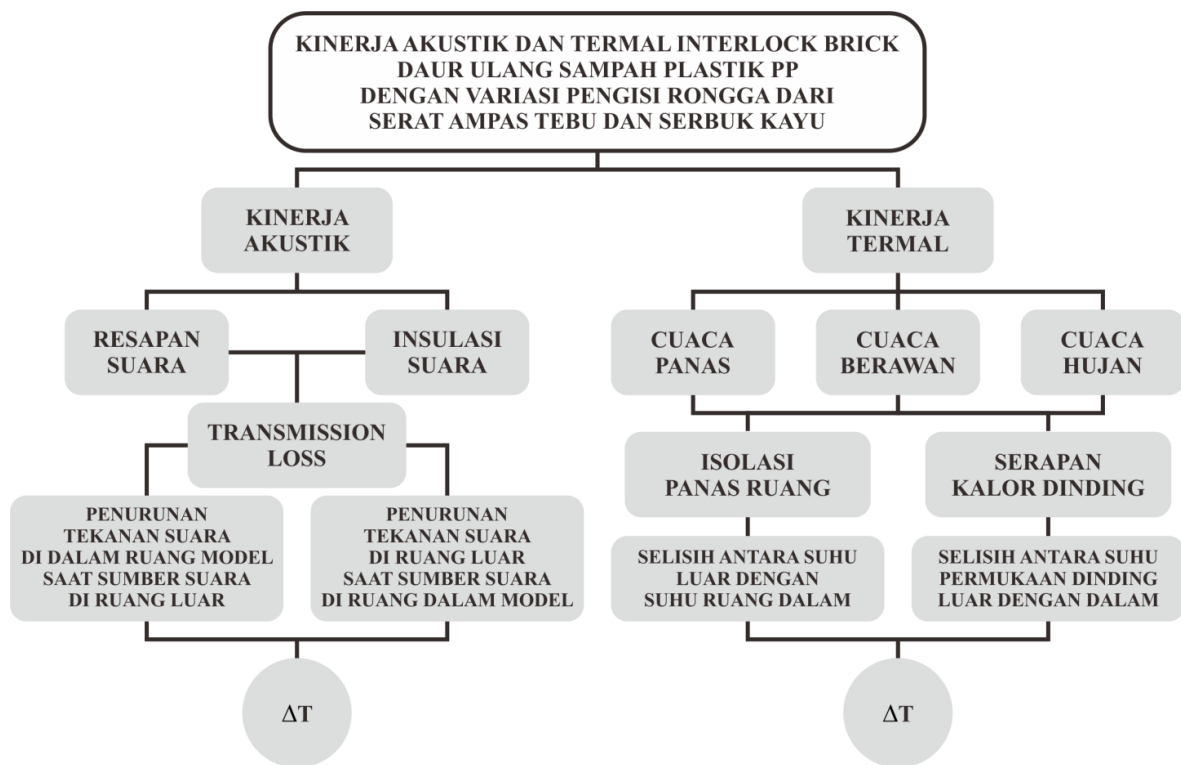 KINERJA AKUSTIK DAN TERMAL INTERLOCK BRICK
DAUR ULANG SAMPAH PLASTIK PP
DENGAN VARIASI PENGISI RONGGA DARI
SERAT AMPAS TEBU DAN SERBUK KAYU
KINERJA
AKUSTIK
KINERJA
TERMAL
RESAPAN
SUARA
INSULASI
SUARA
CUACA
PANAS
CUACA
BERAWAN
CUACA
HUJAN
TRANSMISSION
LOSS
ISOLASI
PANAS RUANG
SERAPAN
KALOR DINDING
PENURUNAN
TEKANAN SUARA
DI DALAM RUANG MODEL
SAAT SUMBER SUARA
DI RUANG LUAR
PENURUNAN
TEKANAN SUARA
DI RUANG LUAR
SAAT SUMBER SUARA
DI RUANG DALAM MODEL
SELISIH ANTARA SUHU
LUAR DENGAN
SUHU RUANG DALAM
SELISIH ANTARA SUHU
PERMUKAAN DINDING
LUAR DENGAN DALAM
ΔT
ΔT